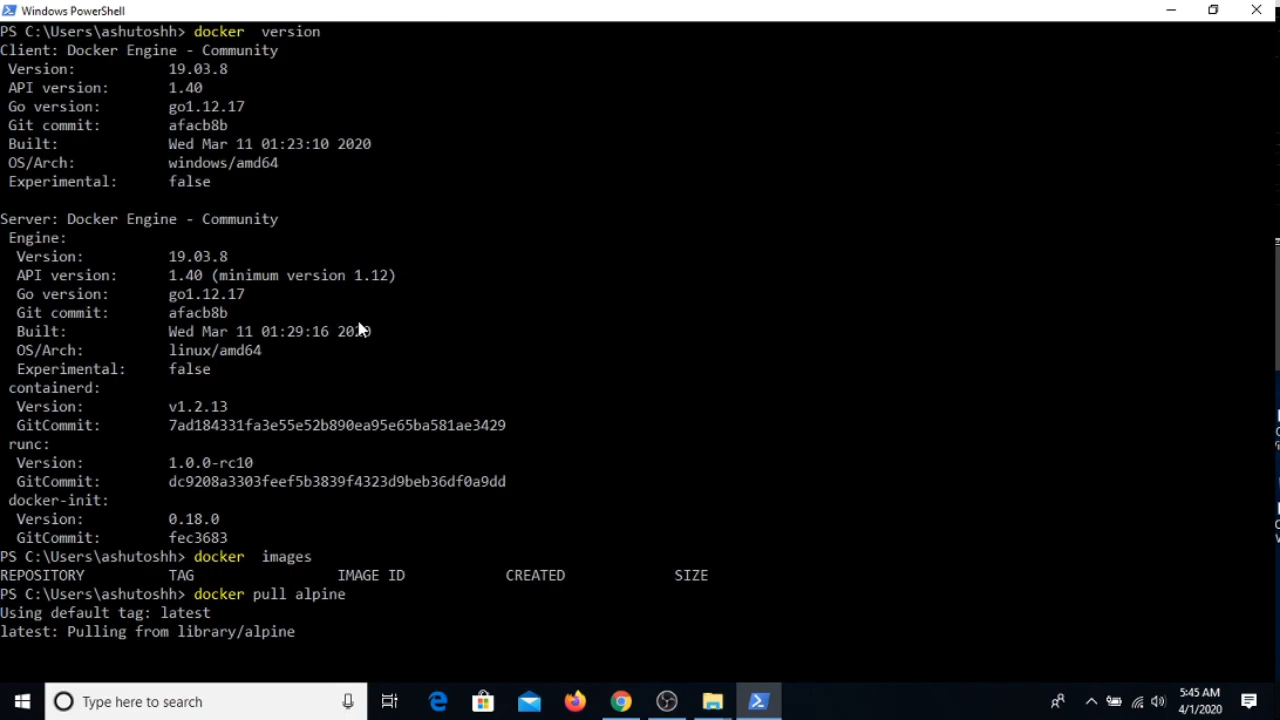 Windows PowerShell
PS C:\Users\ashutoshh> docker  version
Client: Docker Engine - Community
 Version:           19.03.8
 API version:       1.40
 Go version:        go1.12.17
 Git commit:        afacb8b
 Built:             Wed Mar 11 01:23:10 2020
 OS/Arch:           windows/amd64
 Experimental:      false
Server: Docker Engine - Community
 Engine:
  Version:          19.03.8
  API version:      1.40 (minimum version 1.12)
  Go version:       go1.12.17
  Git commit:       afacb8b
  Built:            Wed Mar 11 01:29:16 2020
  OS/Arch:          linux/amd64
  Experimental:     false
 containerd:
  Version:          v1.2.13
  GitCommit:        7ad184331fa3e55e52b890ea95e65ba581ae3429
 runc:
  Version:          1.0.0-rc10
  GitCommit:        dc9208a3303feef5b3839f4323d9beb36df0a9dd
 docker-init:
  Version:          0.18.0
  GitCommit:        fec3683
PS C:\Users\ashutoshh> docker  images
REPOSITORY          TAG                 IMAGE ID            CREATED             SIZE
PS C:\Users\ashutoshh> docker pull alpine
Using default tag: latest
latest: Pulling from library/alpine
Type here to search
5:45 AM
4/1/2020